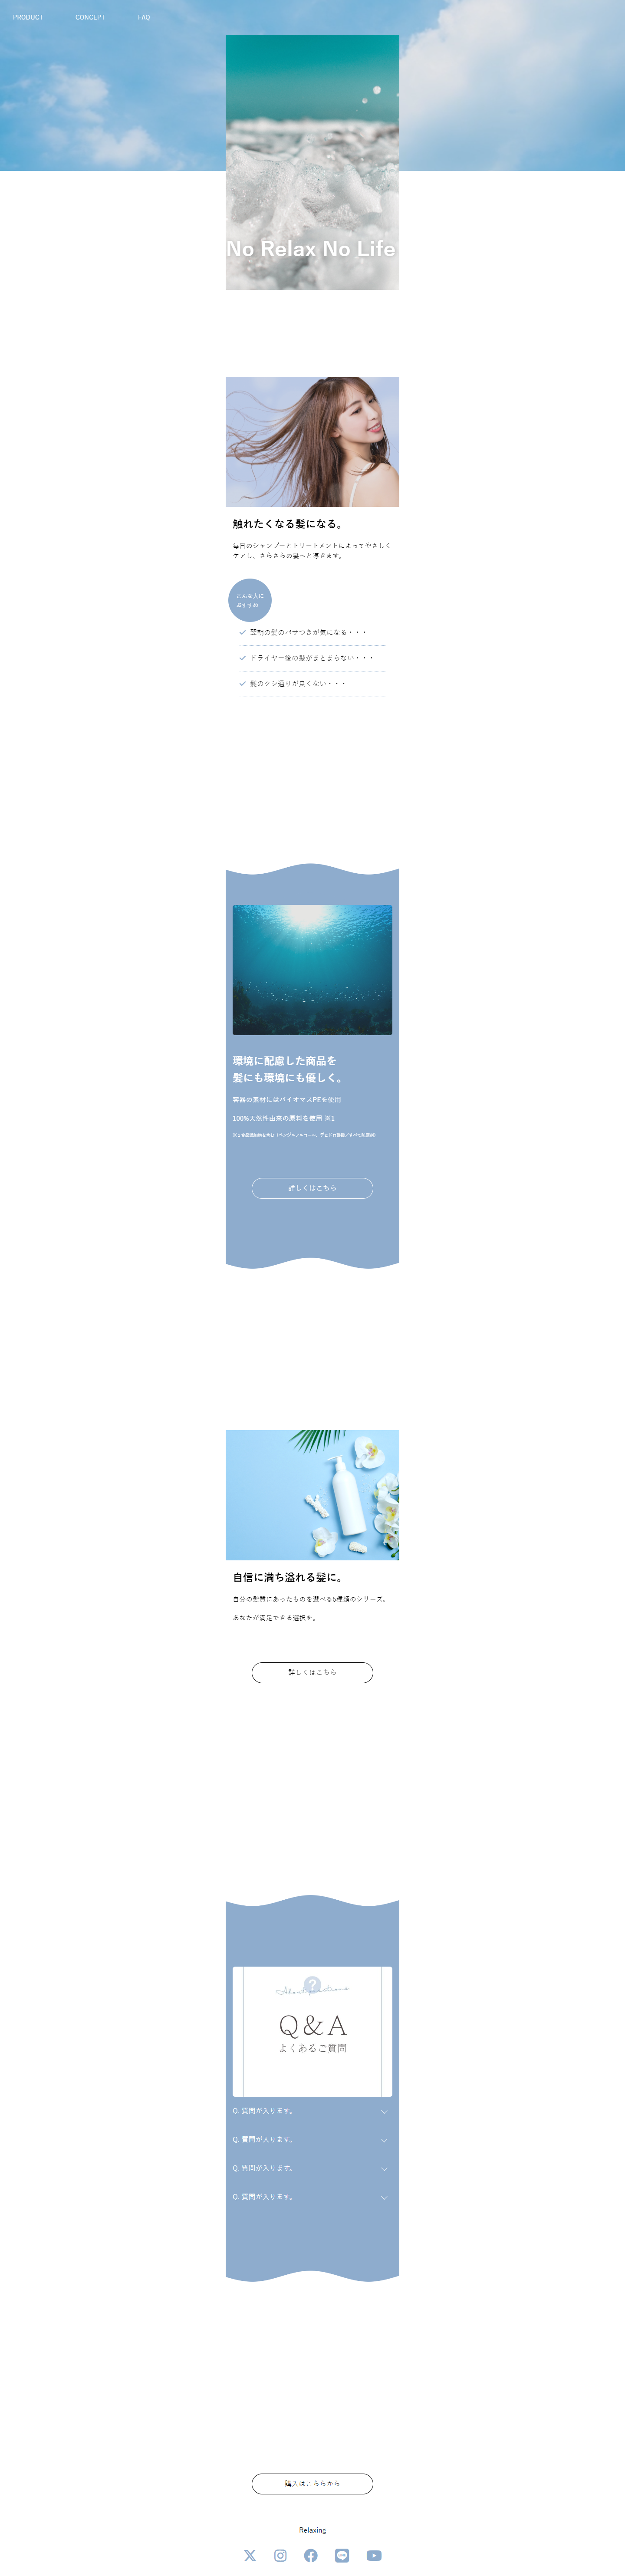 PRODUCT
CONCEPT
FAQ
No Relax No Life
触れたくなる髪になる。
毎日のシャンプーとトリートメントによってやさしく
ケアし、さらさらの髪へと導きます。
こんな人に
おすすめ
翌朝の髪のパサつきが気になる・・・
ドライヤー後の髪がまとまらない・・・
髪のクシ通りが良くない・・・
環境に配慮した商品を
髪にも環境にも優しく。
容器の素材にはバイオマスPEを使用
100%天然性由来の原料を使用 ※1
詳しくはこちら
自信に満ち溢れる髪に。
自分の髪質にあったものを選べる5種類のシリーズ。
あなたが満足できる選択を。
詳しくはこちら
?
About questions
Q&A
よくあるご質問
Q. 質問が入ります。
Q. 質問が入ります。
Q. 質問が入ります。
Q. 質問が入ります。
購入はこちらから
Relaxing
LINE